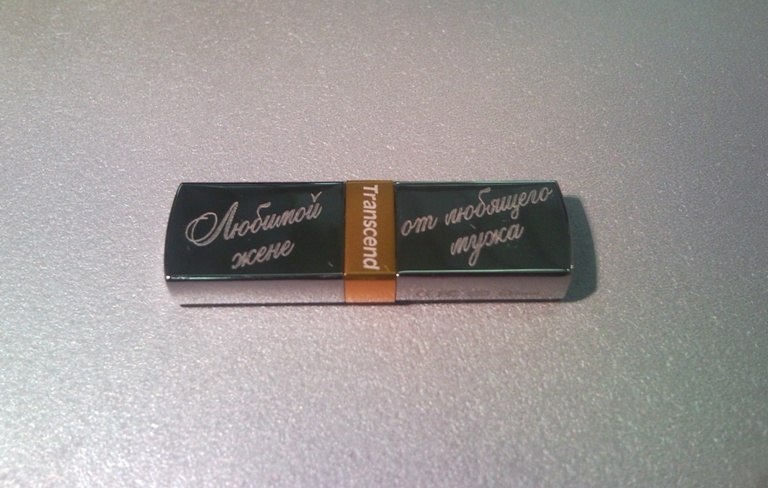 Любимой
жене
Transcend
от любящего
мужа